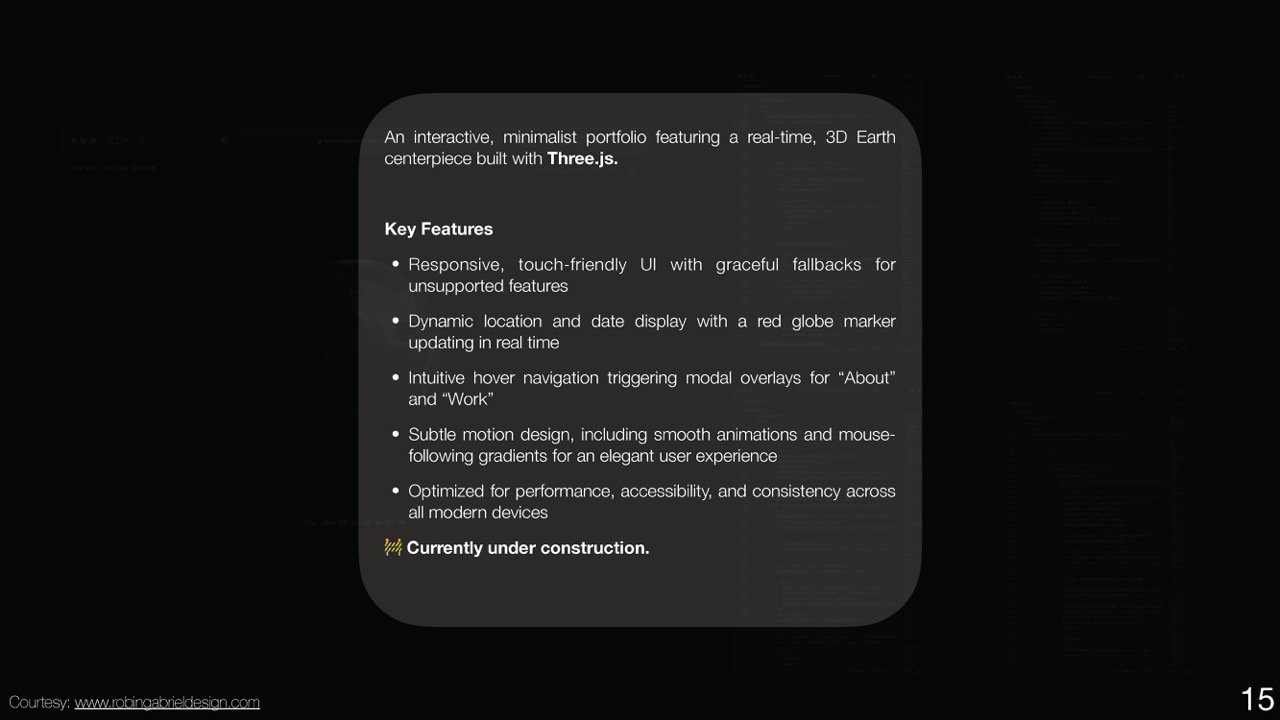 An interactive, minimalist portfolio featuring a real-time, 3D Earth
centerpiece built with Three.js.
Key Features
• Responsive, touch-friendly UI with graceful fallbacks for
unsupported features
• Dynamic location and date display with a red globe marker
updating in real time
• Intuitive hover navigation triggering modal overlays for “About”
and “Work”
• Subtle motion design, including smooth animations and mouse-
following gradients for an elegant user experience
• Optimized for performance, accessibility, and consistency across
all modern devices
🚧 Currently under construction.
Courtesy: www.robingabrieldesign.com
15